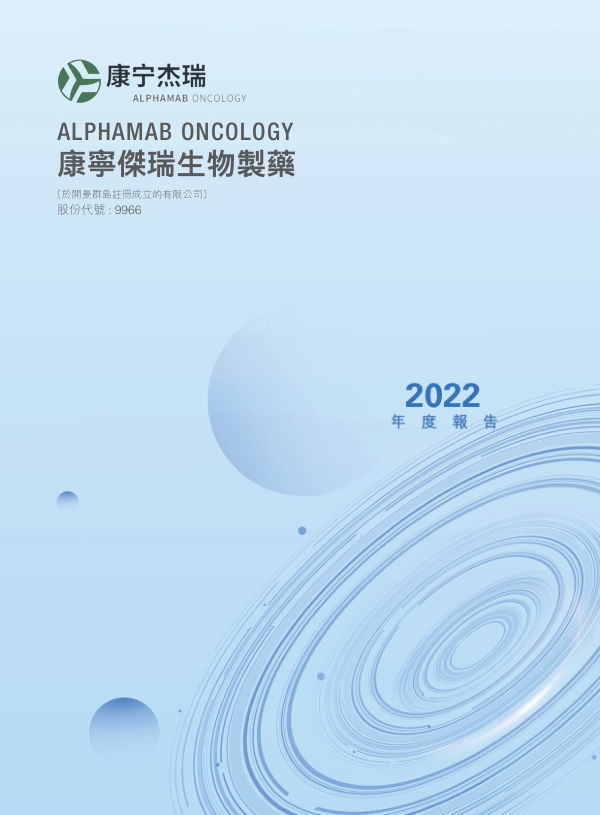 康宁杰瑞
ALPHAMAB ONCOLOGY
ALPHAMAB ONCOLOGY
康寧傑瑞生物製藥
（於開曼群島註冊成立的有限公司）
股份代號 : 9966
2022
年度報告